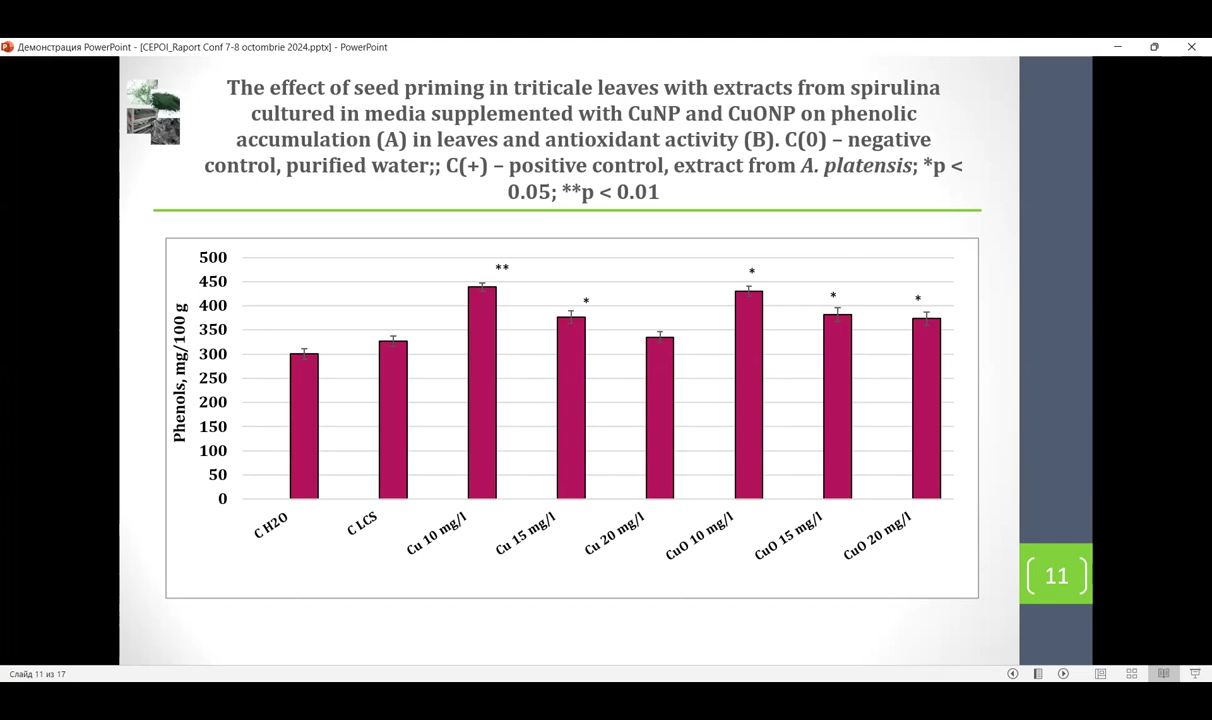 Демонстрация PowerPoint - [CEPOI_Raport Conf 7-8 octombrie 2024.pptx] - PowerPoint
The effect of seed priming in triticale leaves with extracts from spirulina
cultured in media supplemented with CuNP and CuONP on phenolic
accumulation (A) in leaves and antioxidant activity (B). C(0) – negative
control, purified water;; C(+) – positive control, extract from A. platensis; *p <
0.05; **p < 0.01
Phenols, mg/100 g
500
450
400
350
300
250
200
150
100
50
0
**
*
*
*
*
C H2O
C LCS
Cu 10 mg/l
Cu 15 mg/l
Cu 20 mg/l
CuO 10 mg/l
CuO 15 mg/l
CuO 20 mg/l
11
Слайд 11 из 17